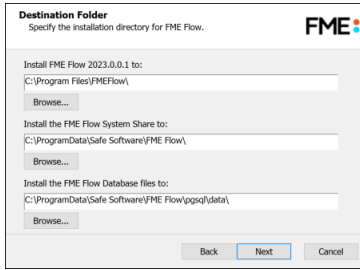 Destination Folder
Specify the installation directory for FME Flow.
FME
Install FME Flow 2023.0.0.1 to:
C:\Program Files\FMEFlow\
Browse...
Install the FME Flow System Share to:
C:\ProgramData\Safe Software\FME Flow\
Browse...
Install the FME Flow Database files to:
C:\ProgramData\Safe Software\FME Flow\pgsql\data\
Browse...
Back Next Cancel